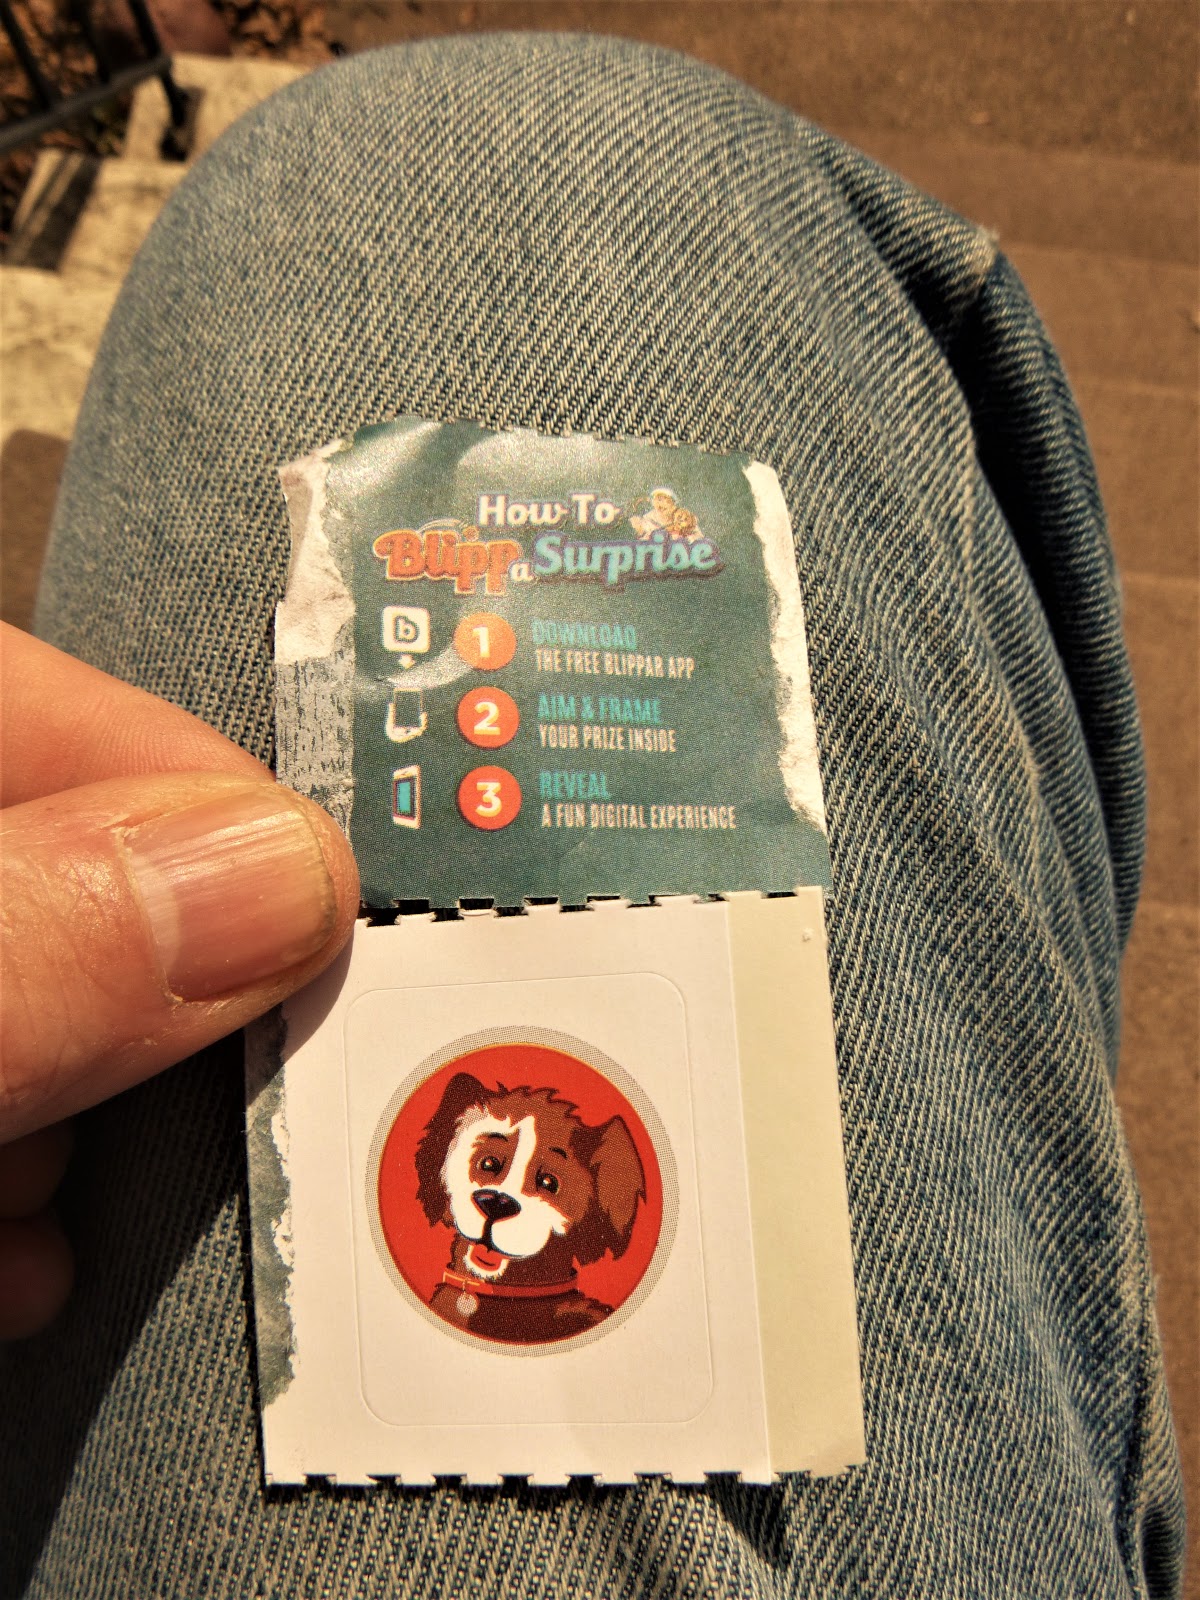 How To
Blipp a Surprise
b
1 DOWNLOAD
THE FREE BLIPPAR APP
2 AIM & FRAME
YOUR PRIZE INSIDE
3 REVEAL
A FUN DIGITAL EXPERIENCE